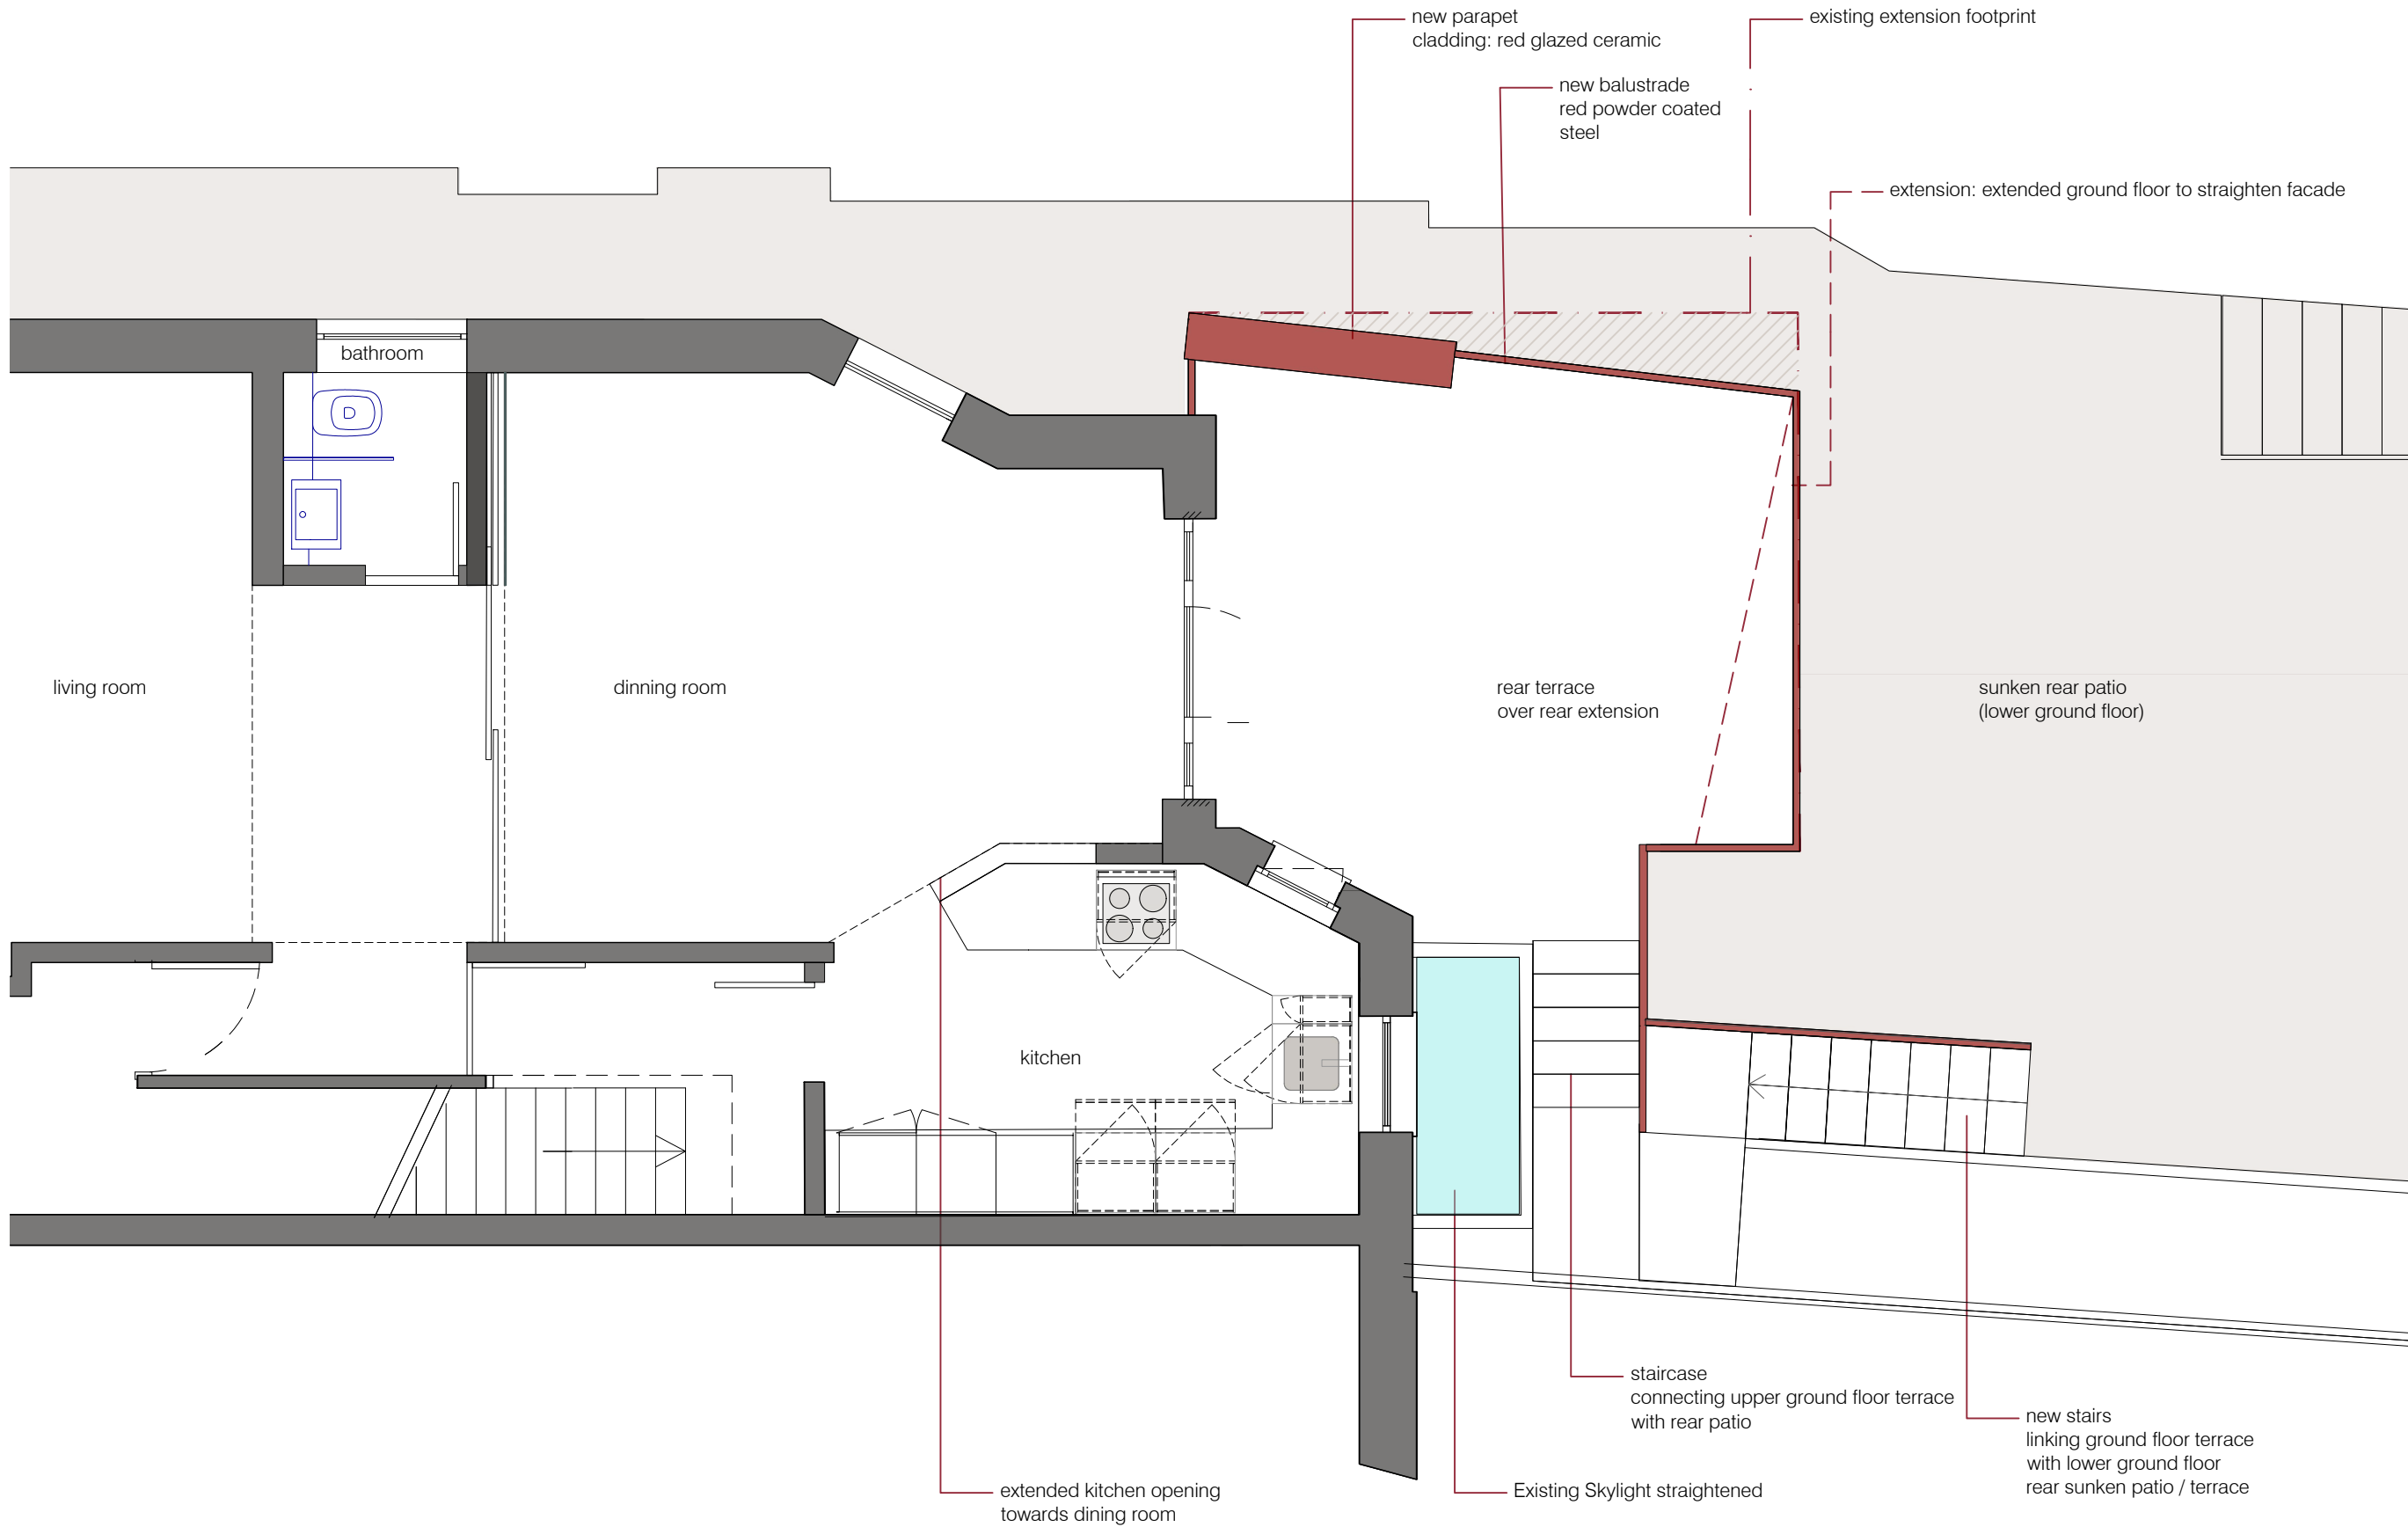 new parapet
cladding: red glazed ceramic
existing extension footprint
new balustrade
red powder coated
steel
extension: extended ground floor to straighten facade
bathroom
living room
dinning room
rear terrace
over rear extension
sunken rear patio
(lower ground floor)
kitchen
staircase
connecting upper ground floor terrace
with rear patio
new stairs
linking ground floor terrace
with lower ground floor
rear sunken patio / terrace
extended kitchen opening
towards dining room
Existing Skylight straightened